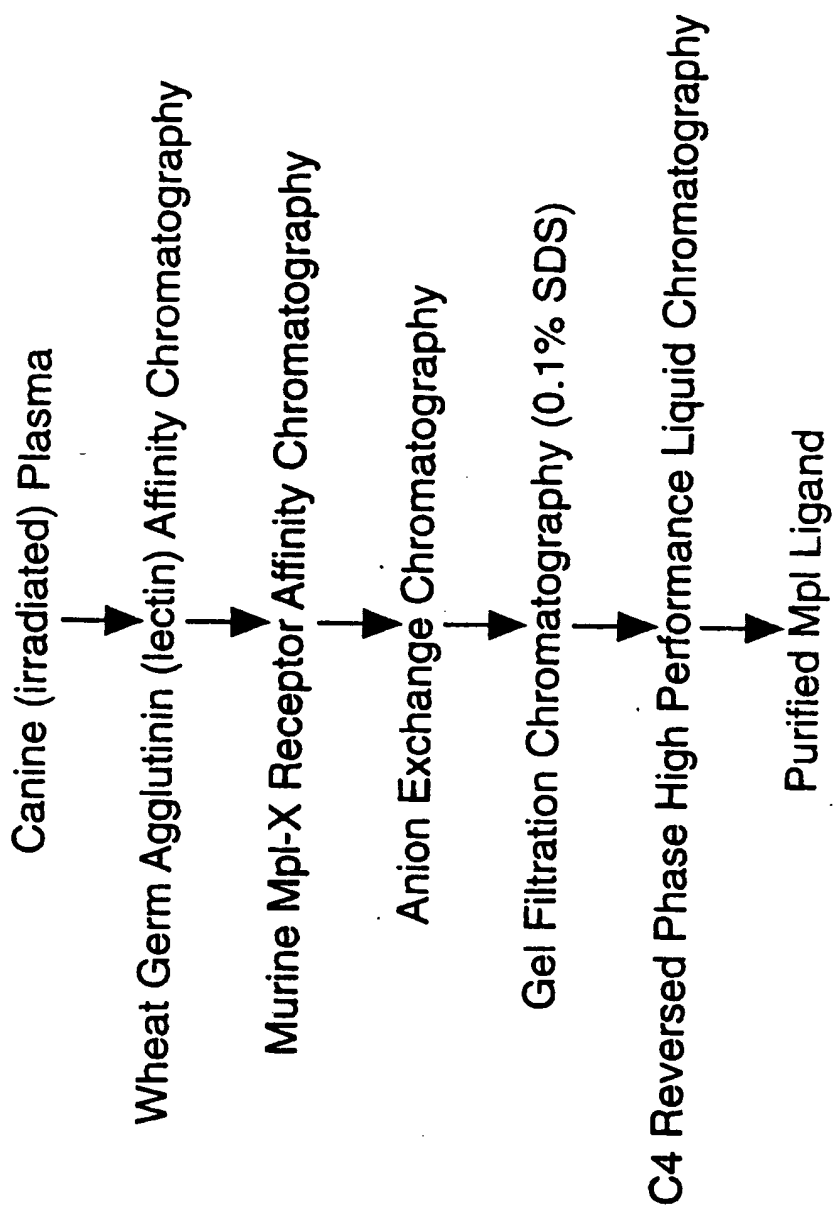 Canine (irradiated) Plasma
Wheat Germ Agglutinin (lectin) Affinity Chromatography
Murine Mpl-X Receptor Affinity Chromatography
Anion Exchange Chromatography
Gel Filtration Chromatography (0.1% SDS)
C4 Reversed Phase High Performance Liquid Chromatography
Purified Mpl Ligand